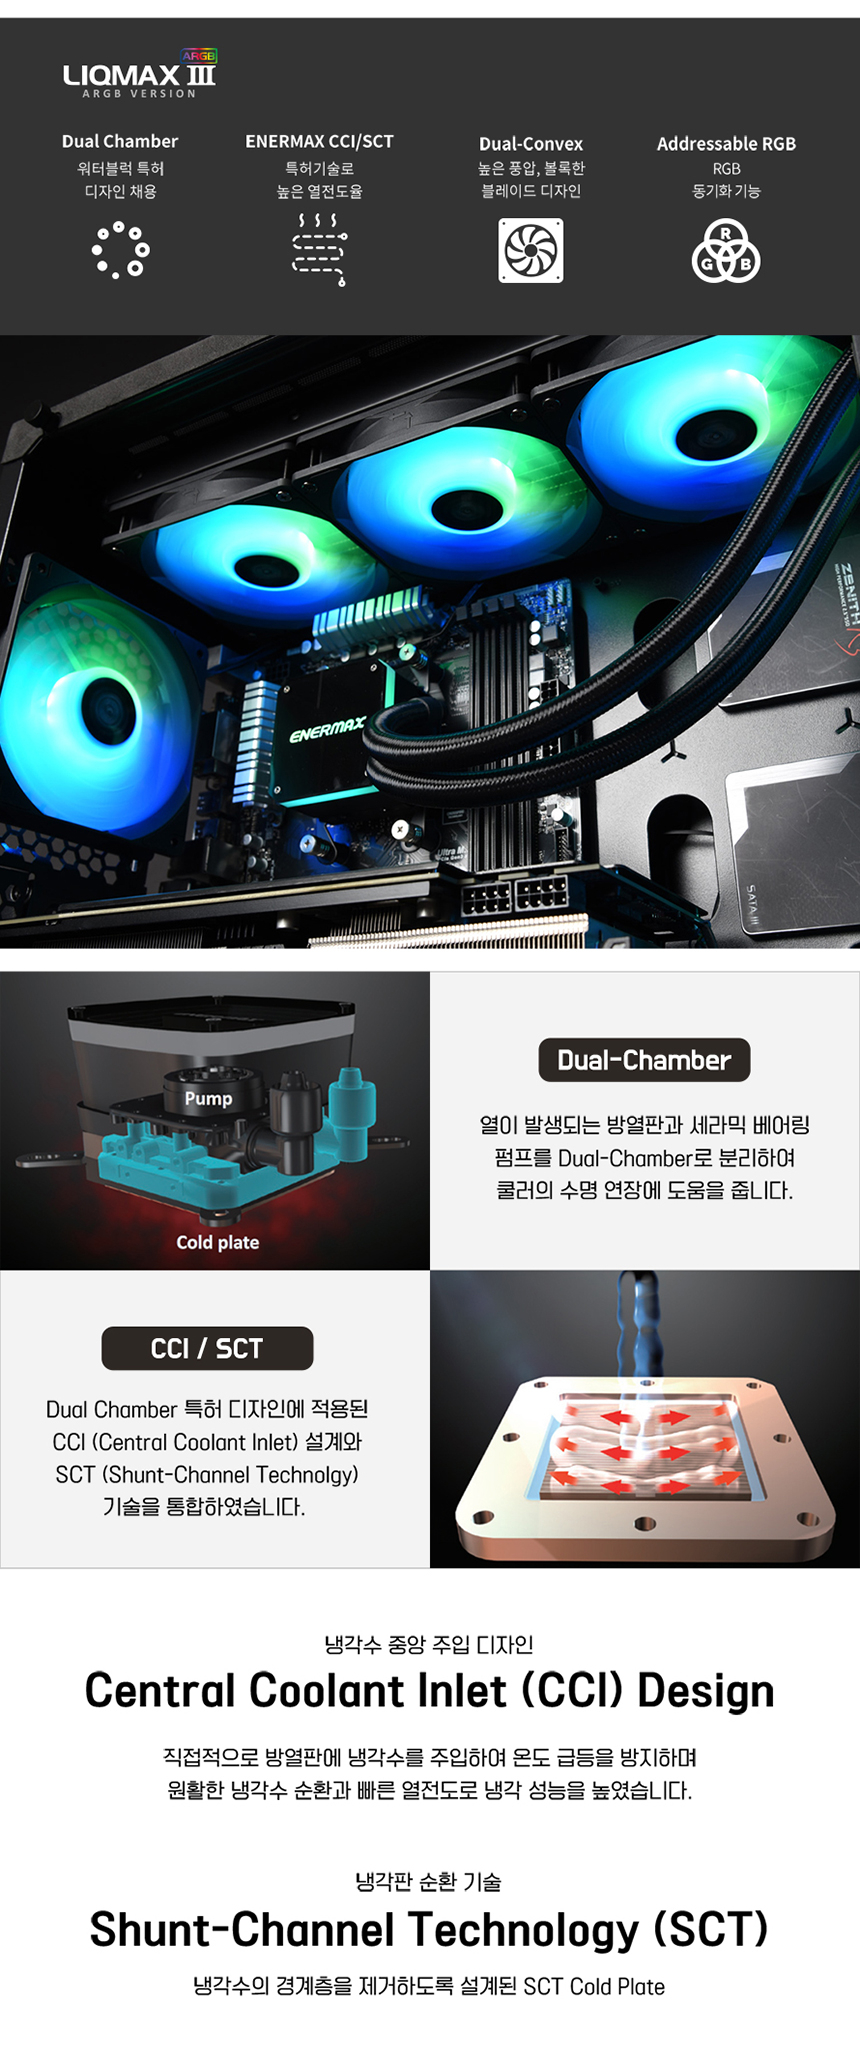 ARGB
LIQMAX III
ARGB VERSION
Dual Chamber
워터블럭 특허
디자인 채용
ENERMAX CCI/SCT
특허기술로
높은 열전도율
Dual-Convex
높은 풍압, 볼록한
블레이드 디자인
Addressable RGB
RGB
동기화 기능
R
G B
ZENITH
ENERMAX
SATA III
Pump
Cold plate
Dual-Chamber
열이 발생되는 방열판과 세라믹 베어링
펌프를 Dual-Chamber로 분리하여
쿨러의 수명 연장에 도움을 줍니다.
CCI / SCT
Dual Chamber 특허 디자인에 적용된
CCI (Central Coolant Inlet) 설계와
SCT (Shunt-Channel Technolgy)
기술을 통합하였습니다.
냉각수 중앙 주입 디자인
Central Coolant Inlet (CCI) Design
직접적으로 방열판에 냉각수를 주입하여 온도 급등을 방지하며
원활한 냉각수 순환과 빠른 열전도로 냉각 성능을 높였습니다.
냉각판 순환 기술
Shunt-Channel Technology (SCT)
냉각수의 경계층을 제거하도록 설계된 SCT Cold Plate